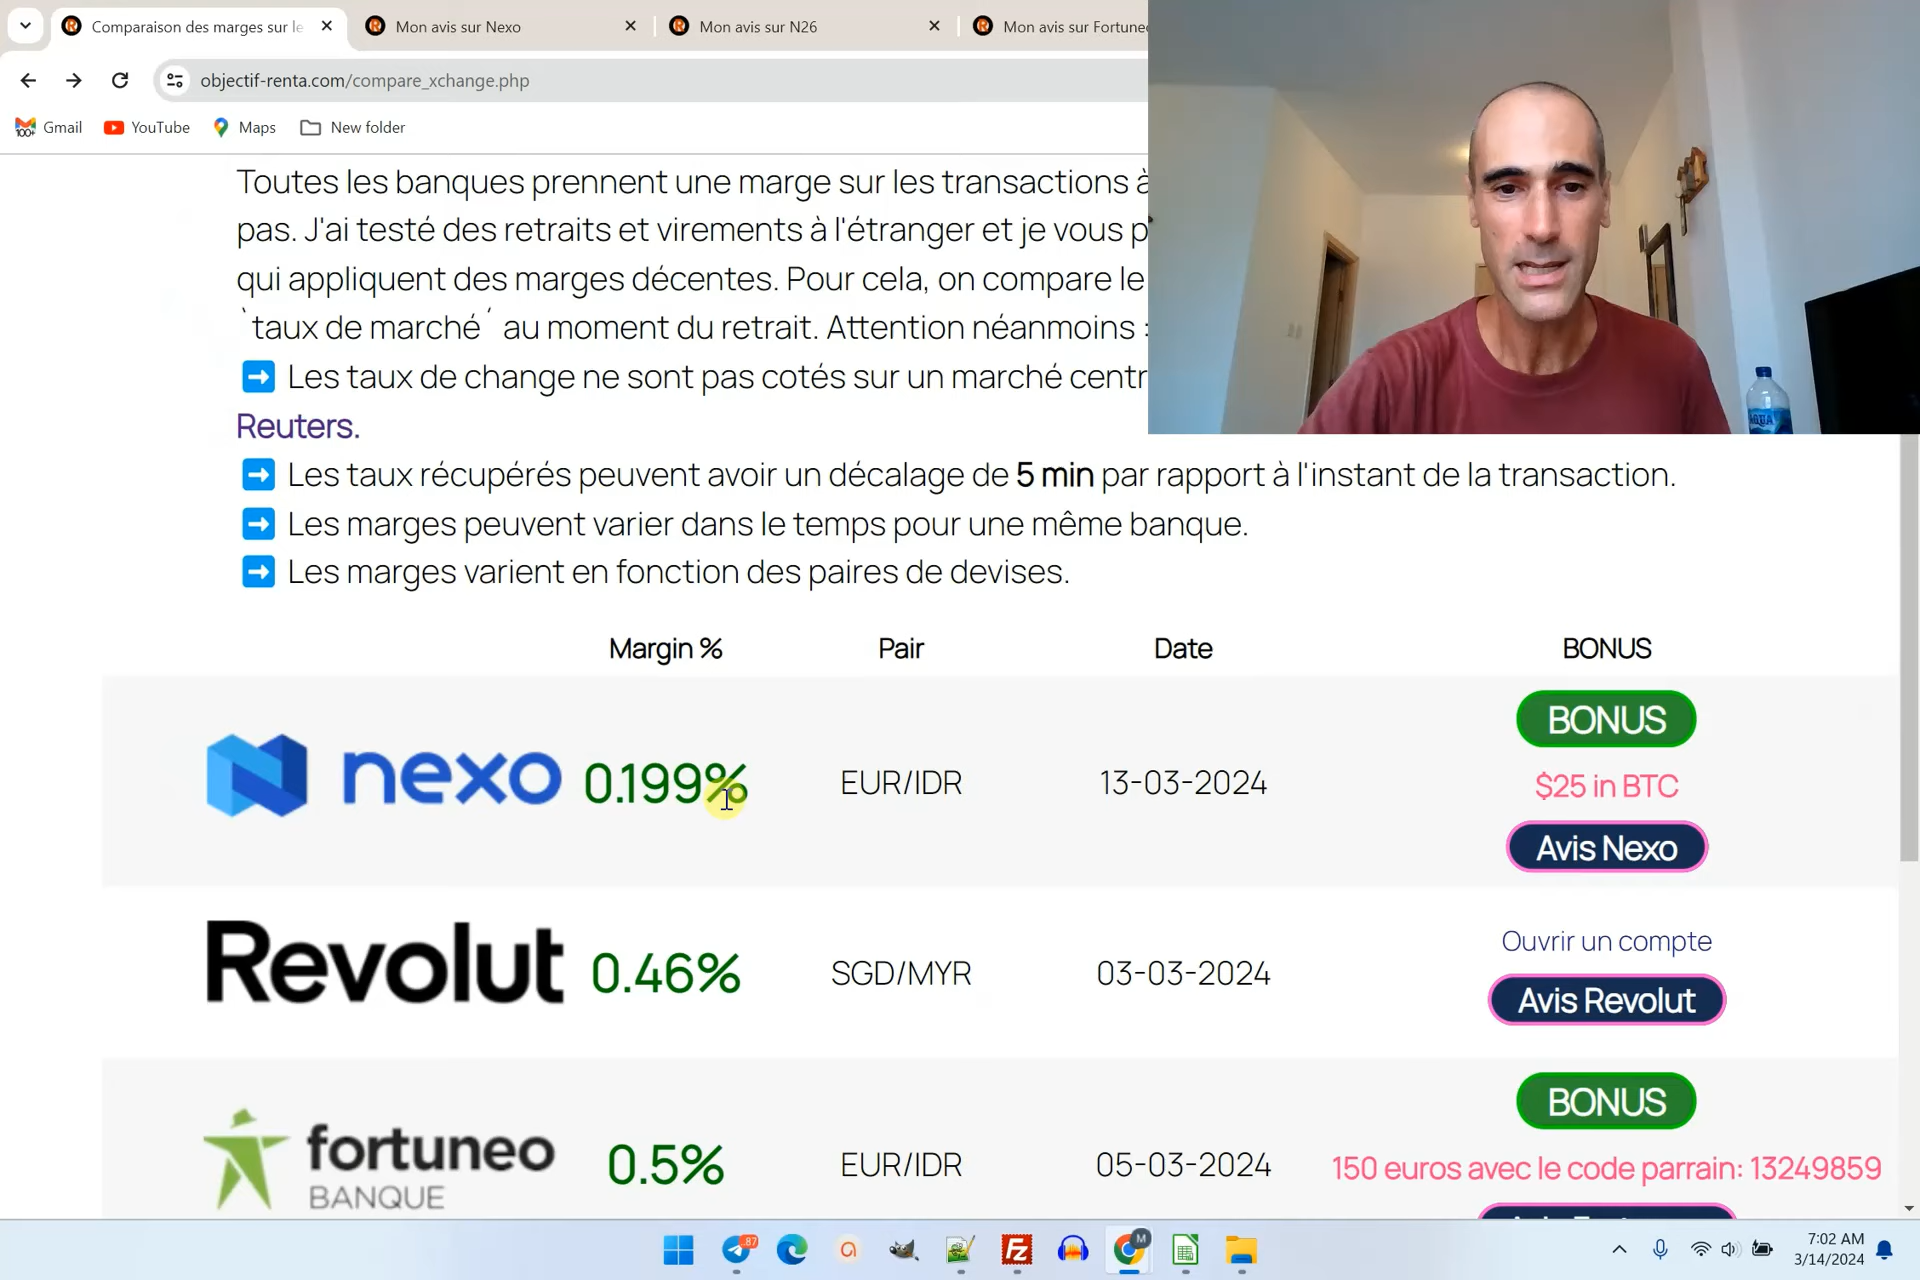 Comparaison des marges sur le
Mon avis sur Nexo
Mon avis sur N26
Mon avis sur Fortuneo
objectif-renta.com/compare_xchange.php
Gmail
YouTube
Maps
New folder
Toutes les banques prennent une marge sur les transactions à
pas. J'ai testé des retraits et virements à l'étranger et je vous p
qui appliquent des marges décentes. Pour cela, on compare le
`taux de marché´ au moment du retrait. Attention néanmoins :
Les taux de change ne sont pas cotés sur un marché centr
Reuters.
Les taux récupérés peuvent avoir un décalage de 5 min par rapport à l'instant de la transaction.
Les marges peuvent varier dans le temps pour une même banque.
Les marges varient en fonction des paires de devises.
Margin % Pair Date BONUS
nexo 0.199% EUR/IDR 13-03-2024 BONUS
$25 in BTC
Avis Nexo
Revolut 0.46% SGD/MYR 03-03-2024 Ouvrir un compte
Avis Revolut
fortuneo BANQUE 0.5% EUR/IDR 05-03-2024 BONUS
150 euros avec le code parrain: 13249859
AQUA
87
M
7:02 AM
3/14/2024